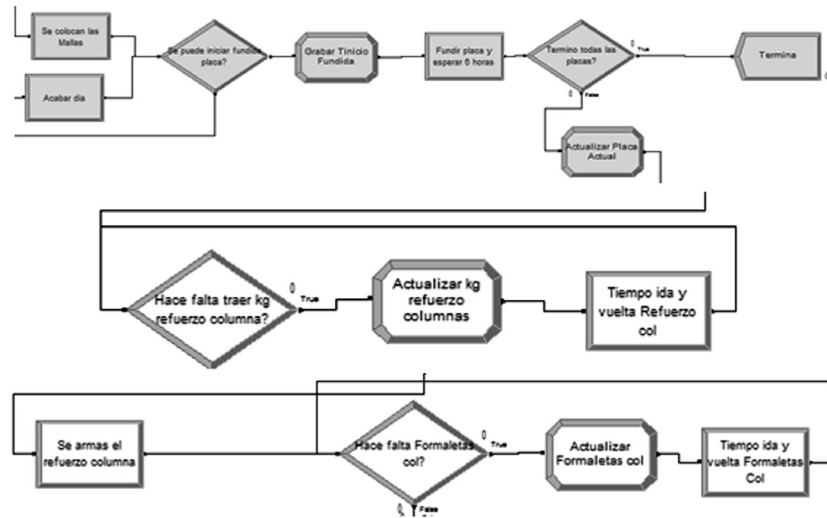 Se colocan las
Mallas
Acabar dia
Se puede iniciar fundida
placa?
Grabar Tinicio
Fundida
Fundir placa y
esperar 6 horas
Termino todas las
placas?
0
True
0
False
Termina
0
Actualizar Placa
Actual
Hace falta traer kg
refuerzo columna?
0
True
Actualizar kg
refuerzo
columnas
Tiempo ida y
vuelta Refuerzo
col
Se armas el
refuerzo columna
Hace falta Formaletas
col?
0
True
0
False
Actualizar
Formaletas col
Tiempo ida y
vuelta Formaletas
Col